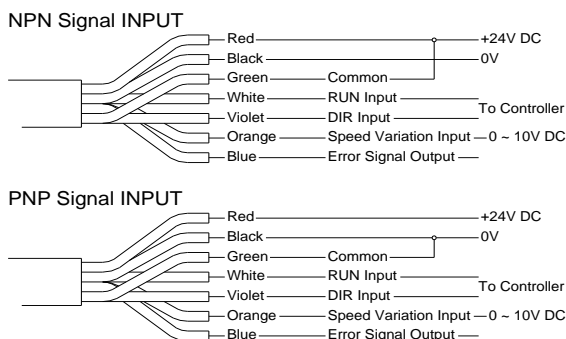 NPN Signal INPUT
Red +24V DC
Black 0V
Green Common
White RUN Input
To Controller
Violet DIR Input
Orange Speed Variation Input 0 ~ 10V DC
Blue Error Signal Output
PNP Signal INPUT
Red +24V DC
Black 0V
Green Common
White RUN Input
To Controller
Violet DIR Input
Orange Speed Variation Input 0 ~ 10V DC
Blue Error Signal Output